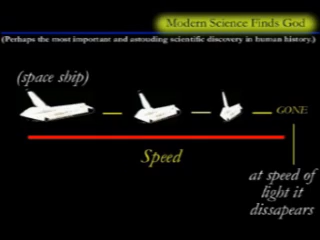 Modern Science Finds God
(Perhaps the most important and astouding scientific discovery in human history.)
(space ship)
GONE
Speed
at speed of
light it
dissapears